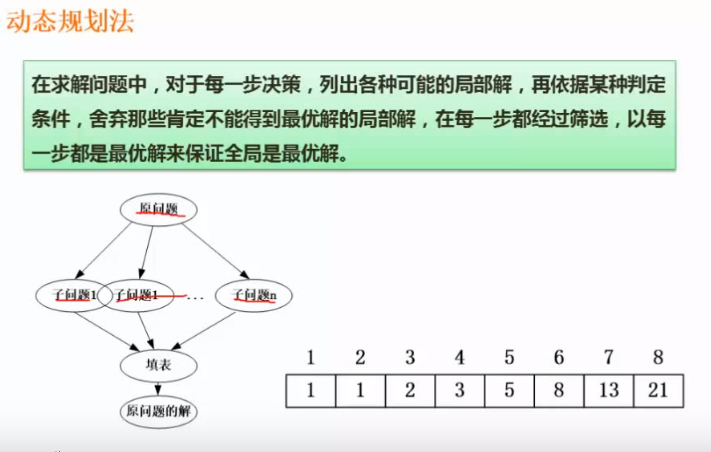 动态规划法
在求解问题中，对于每一步决策，列出各种可能的局部解，再依据某种判定
条件，舍弃那些肯定不能得到最优解的局部解，在每一步都经过筛选，以每
一步都是最优解来保证全局是最优解。
原问题
子问题1 子问题1 ... 子问题n
填表
原问题的解
1 2 3 4 5 6 7 8
1 1 2 3 5 8 13 21